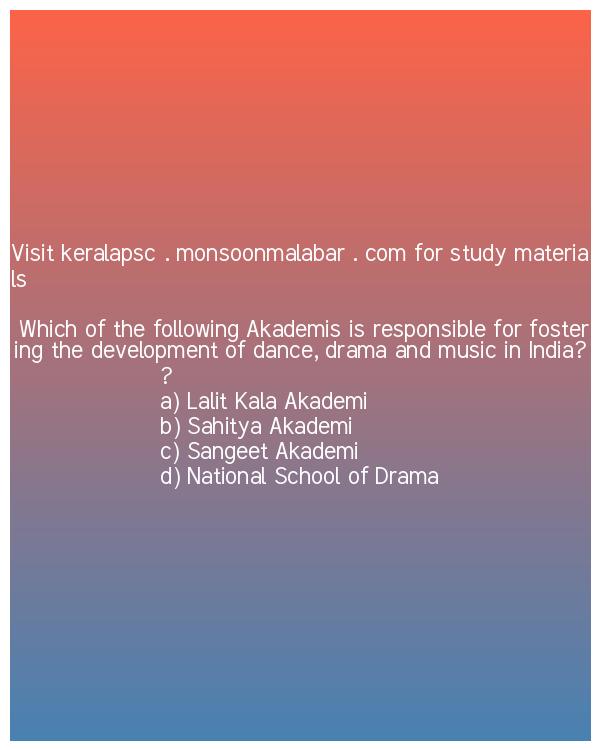 Visit keralapsc . monsoonmalabar . com for study materia
ls
Which of the following Akademis is responsible for foster
ing the development of dance, drama and music in India?
?
a) Lalit Kala Akademi
b) Sahitya Akademi
c) Sangeet Akademi
d) National School of Drama